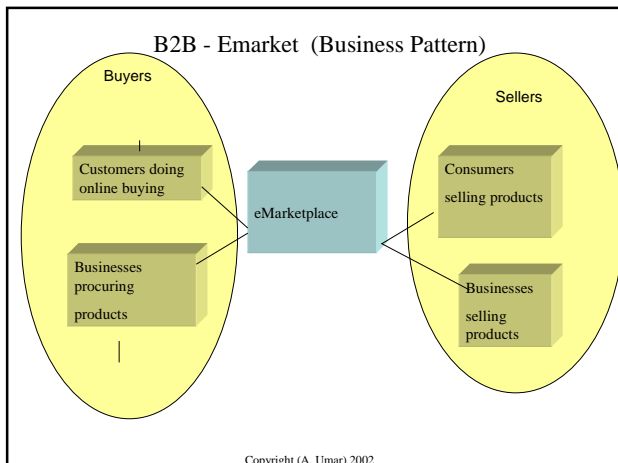 B2B - Emarket (Business Pattern)
Buyers
Customers doing
online buying
Businesses
procuring
products
eMarketplace
Sellers
Consumers
selling products
Businesses
selling
products
Copyright (A. Umar) 2002